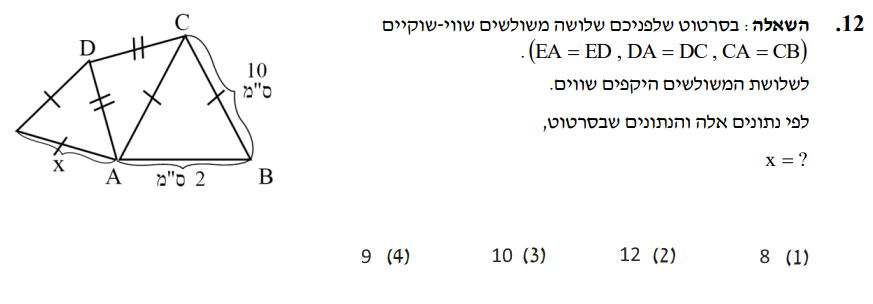 12. השאלה : בסרטוט שלפניכם שלושה משולשים שווי-שוקיים
(EA = ED , DA = DC , CA = CB) .
לשלושת המשולשים היקפים שווים.
לפי נתונים אלה והנתונים שבסרטוט,
x = ?
C
D
10
ס"מ
x
A
2 ס"מ
B
(1) 8
(2) 12
(3) 10
(4) 9